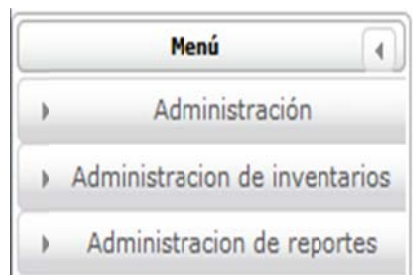 Menú
Administración
Administracion de inventarios
Administracion de reportes